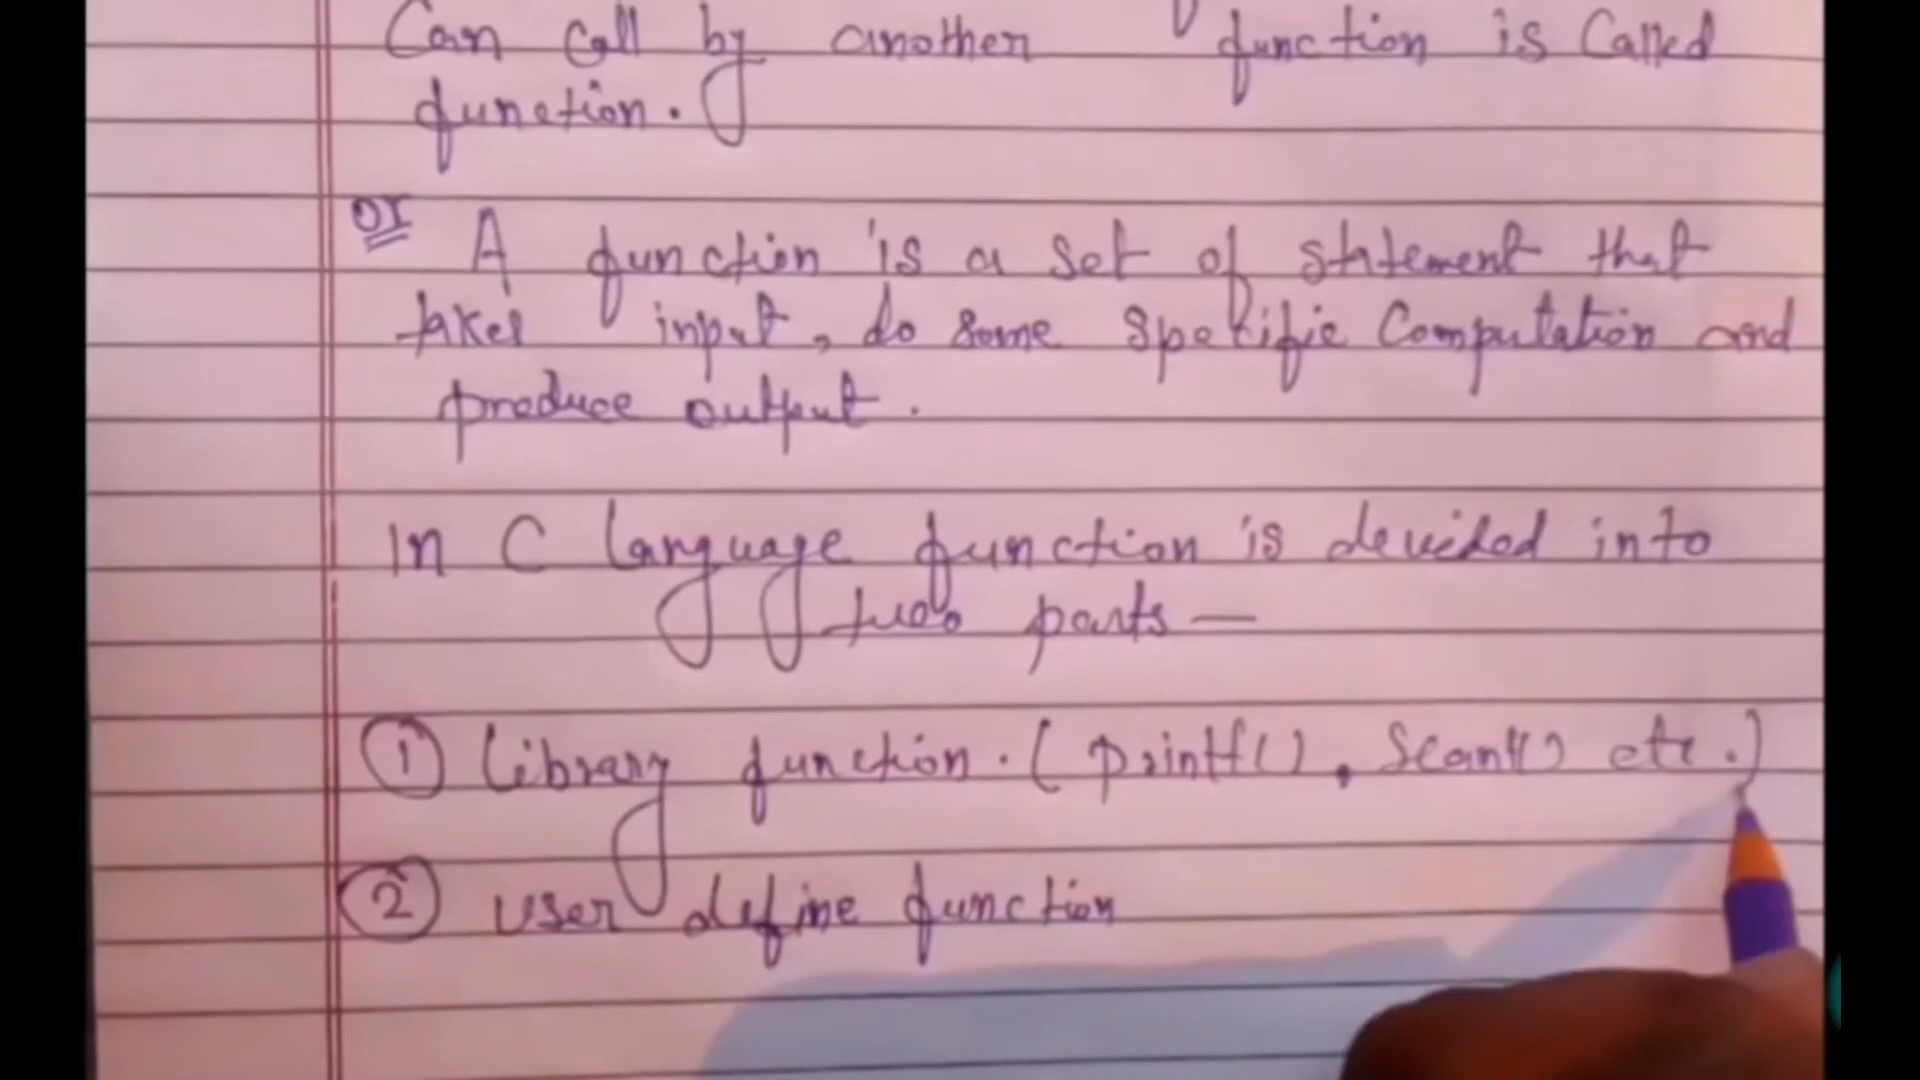 Can call by another function is Called
function.
or A function is a set of statement that
takes input, do some specific Computation and
produce output.
In C language function is devided into
two parts —
① Library function. (printf(), Scanf() etc.)
② user define function